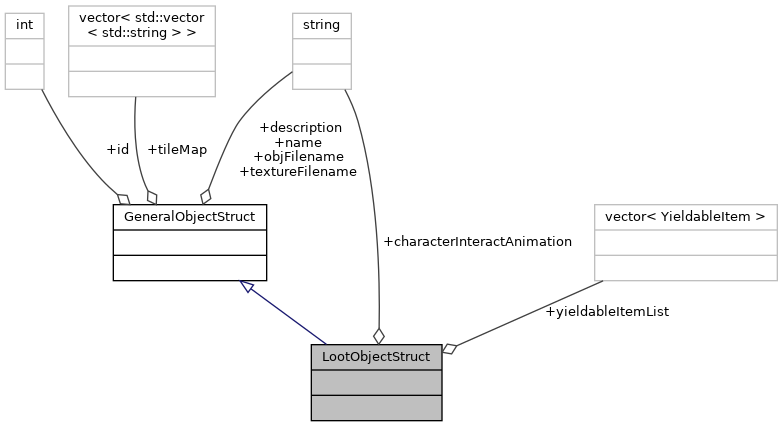 int
vector< std::vector
< std::string > >
string
+id
+tileMap
+description
+name
+objFilename
+textureFilename
GeneralObjectStruct
vector< YieldableItem >
+characterInteractAnimation
+yieldableItemList
LootObjectStruct